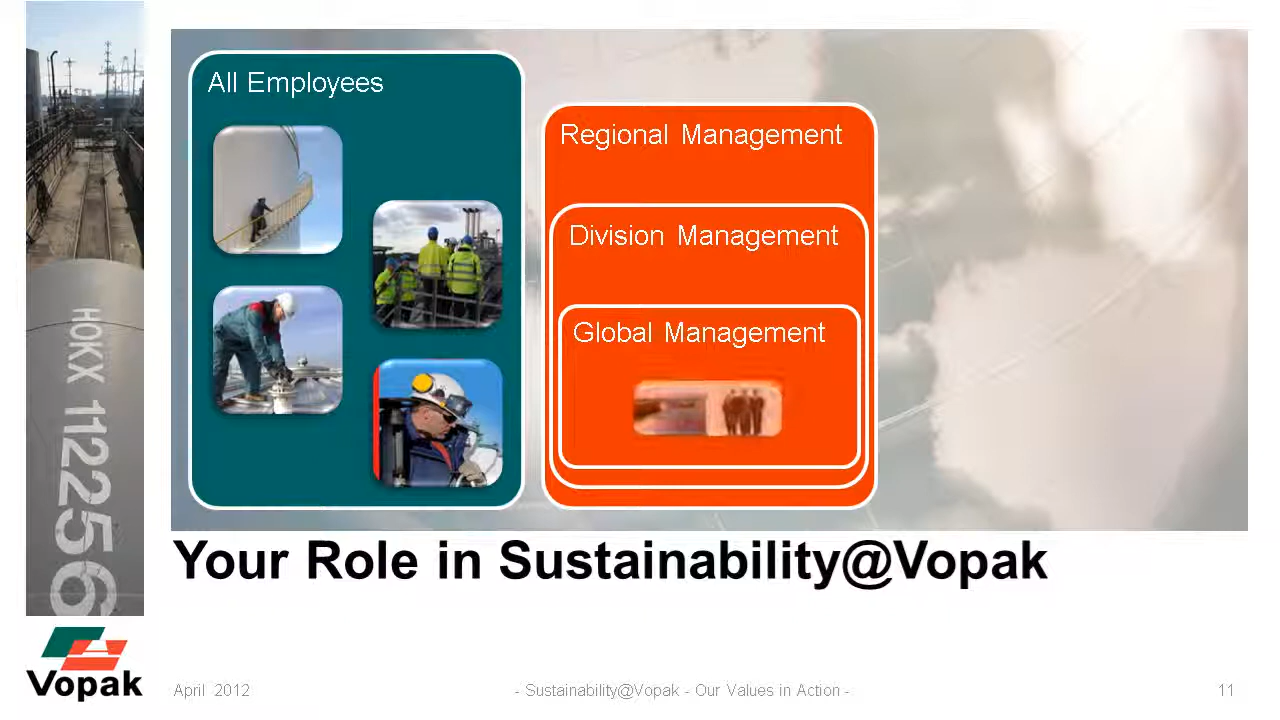 All Employees
Regional Management
Division Management
Global Management
HOKX 112256
Your Role in Sustainability@Vopak
Vopak
April 2012
- Sustainability@Vopak - Our Values in Action -
11